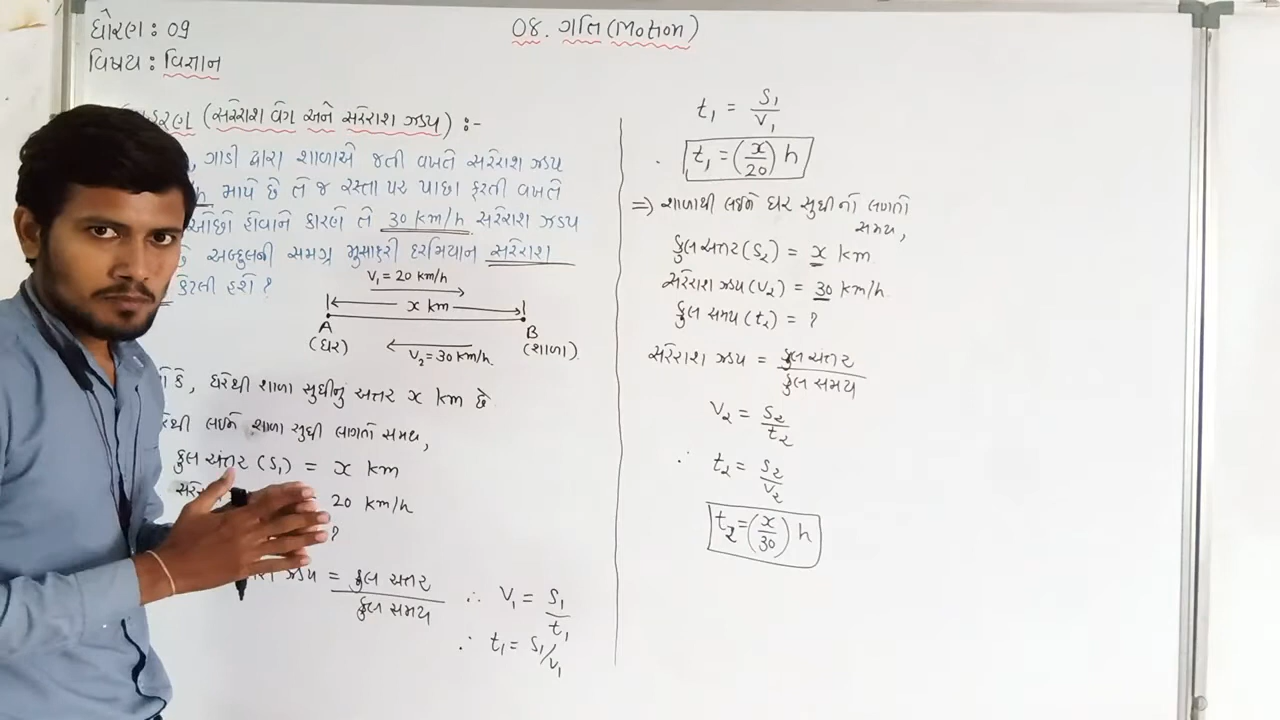 ધોરણ : 09
વિષય : વિજ્ઞાન
08. ગતિ (Motion)
(સરેરાશ વેગ અને સરેરાશ ઝડપ) :-
, ગાડી દ્વારા શાળાએ જતી વખતે સરેરાશ ઝડપ
માપે છે તે જ રસ્તા પર પાછા ફરતી વખતે
ઓછો હોવાને કારણે તે 30 km/h સરેરાશ ઝડપ
છે અબ્દુલની સમગ્ર મુસાફરી દરમિયાન સરેરાશ
કેટલી હશે ?
V₁ = 20 km/h
x km
A
B
(ઘર)
(શાળા).
V₂ = 30 km/h.
કે, ઘરેથી શાળા સુધીનું અંતર x km છે
લઈને શાળા સુધી લાગતો સમય,
કુલ અંતર (S₁) = x km
20 km/h
?
ઝડપ = કુલ અંતર / કુલ સમય
∴ V₁ = S₁ / t₁
∴ t₁ = S₁/V₁
t₁ = S₁ / V₁
∴ t₁ = (x/20) h
⇒ શાળાથી લઈને ઘર સુધીનો લાગતો
સમય,
કુલ અંતર (S₂) = x km
સરેરાશ ઝડપ (V₂) = 30 km/h.
કુલ સમય (t₂) = ?
સરેરાશ ઝડપ = કુલ અંતર / કુલ સમય
V₂ = S₂ / t₂
∴ t₂ = S₂ / V₂
t₂ = (x/30) h